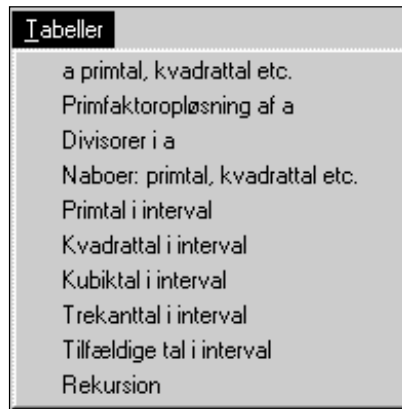 Tabeller
a primtal, kvadrattal etc.
Primfaktoropløsning af a
Divisorer i a
Naboer: primtal, kvadrattal etc.
Primtal i interval
Kvadrattal i interval
Kubiktal i interval
Trekanttal i interval
Tilfældige tal i interval
Rekursion